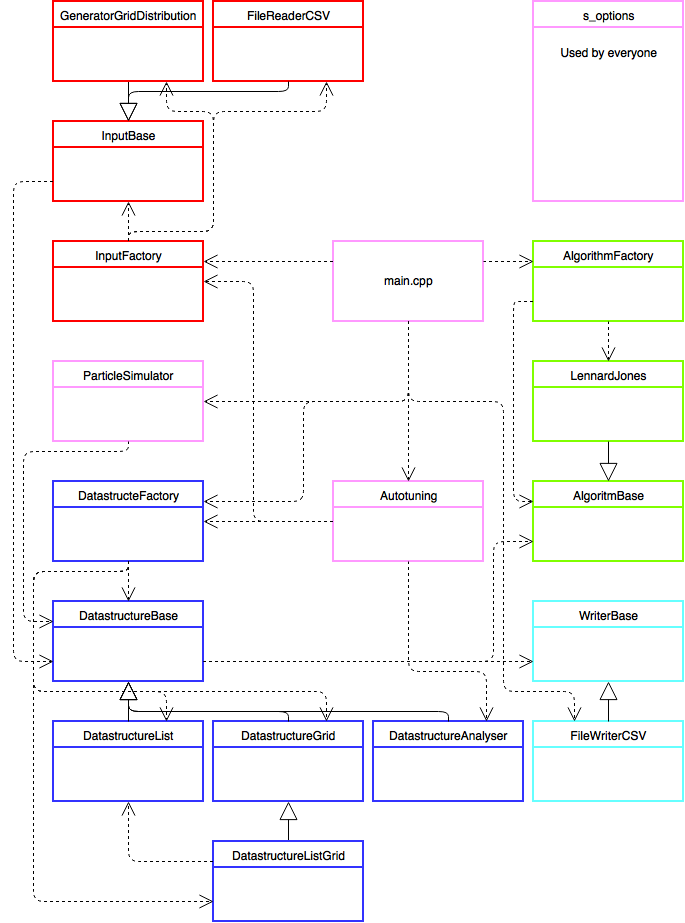 GeneratorGridDistribution
FileReaderCSV
s_options
Used by everyone
InputBase
InputFactory
main.cpp
AlgorithmFactory
ParticleSimulator
LennardJones
DatastructeFactory
Autotuning
AlgoritmBase
DatastructureBase
WriterBase
DatastructureList
DatastructureGrid
DatastructureAnalyser
FileWriterCSV
DatastructureListGrid